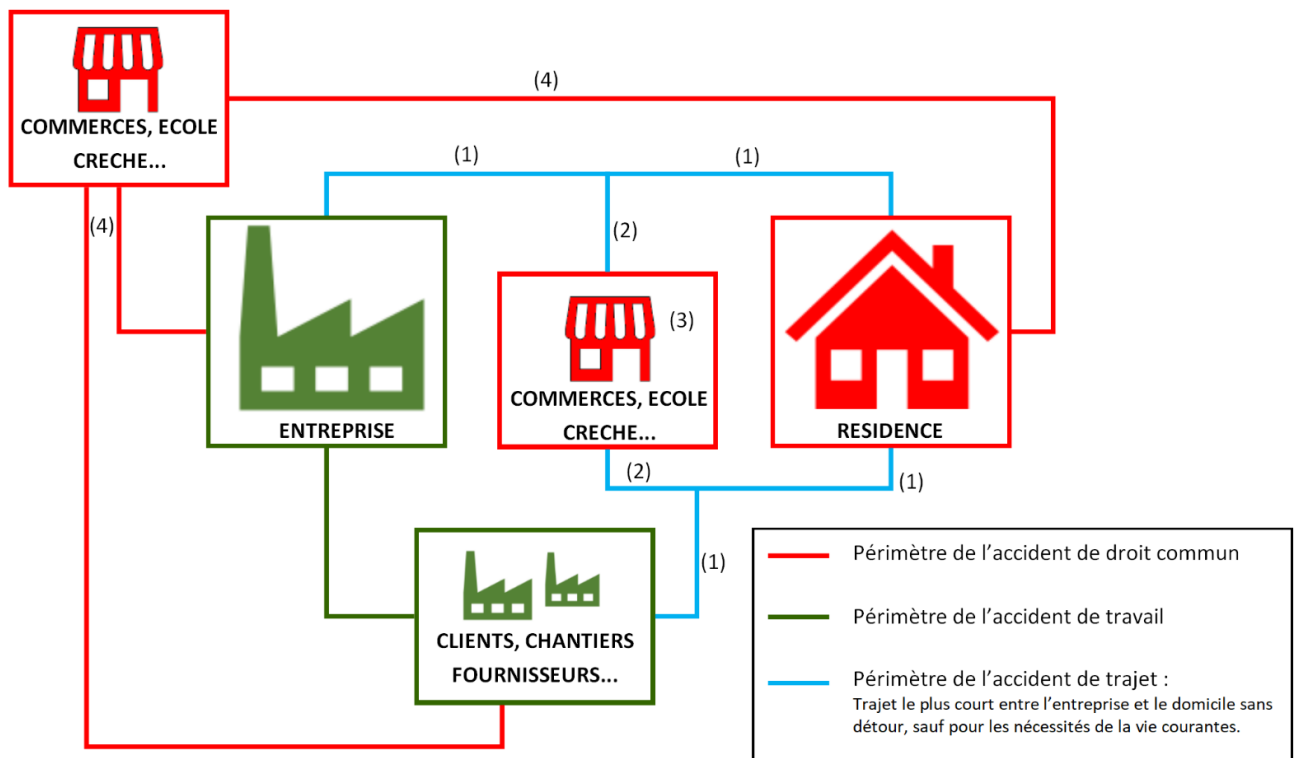 (4)
COMMERCES, ECOLE
CRECHE...
(1)
(1)
(4)
(2)
(3)
ENTREPRISE
COMMERCES, ECOLE
CRECHE...
RESIDENCE
(2)
(1)
(1)
CLIENTS, CHANTIERS
FOURNISSEURS...
Périmètre de l'accident de droit commun
Périmètre de l'accident de travail
Périmètre de l'accident de trajet :
Trajet le plus court entre l'entreprise et le domicile sans
détour, sauf pour les nécessités de la vie courantes.